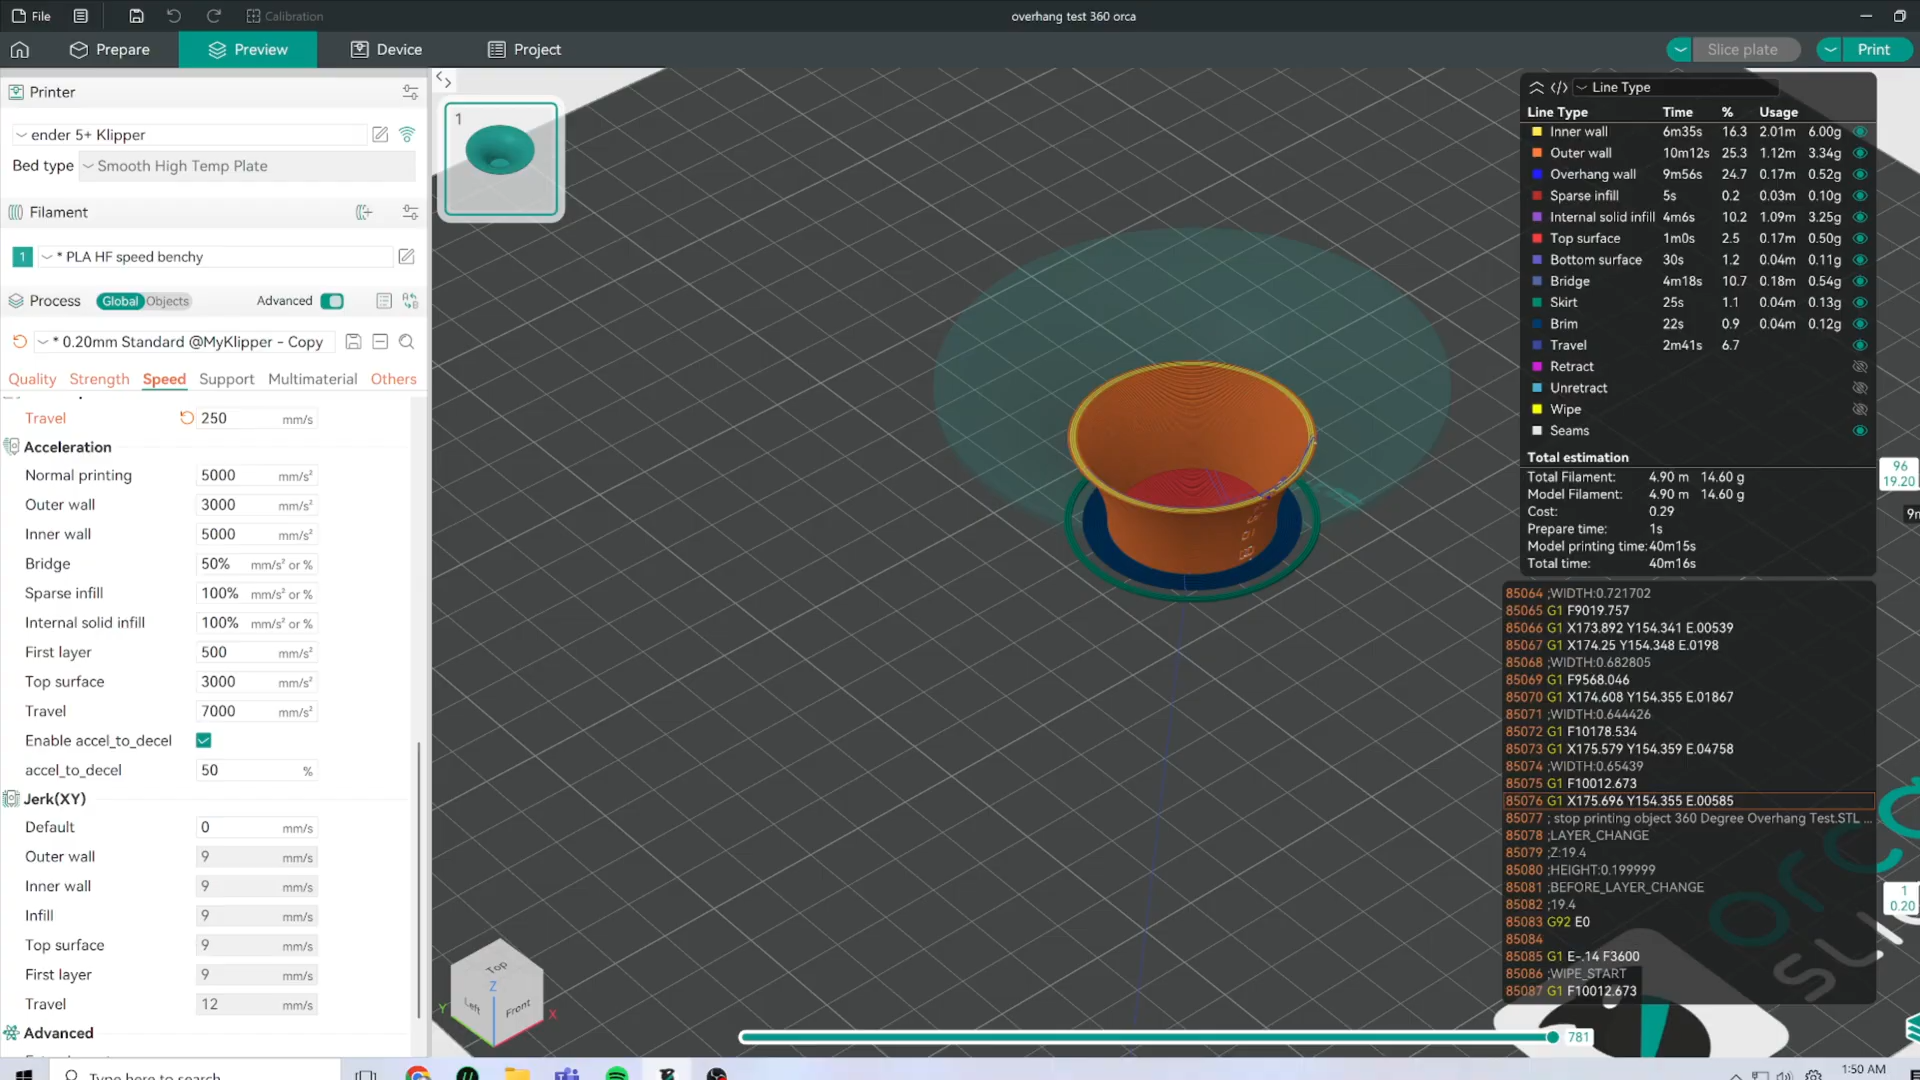 File
Calibration
overhang test 360 orca
Prepare
Preview
Device
Project
Slice plate
Print
Printer
ender 5+ Klipper
Bed type
Smooth High Temp Plate
Filament
1
* PLA HF speed benchy
Process
Global
Objects
Advanced
* 0.20mm Standard @MyKlipper - Copy
Quality
Strength
Speed
Support
Multimaterial
Others
Travel 250 mm/s
Acceleration
Normal printing 5000 mm/s²
Outer wall 3000 mm/s²
Inner wall 5000 mm/s²
Bridge 50% mm/s² or %
Sparse infill 100% mm/s² or %
Internal solid infill 100% mm/s² or %
First layer 500 mm/s²
Top surface 3000 mm/s²
Travel 7000 mm/s²
Enable accel_to_decel
accel_to_decel 50 %
Jerk(XY)
Default 0 mm/s
Outer wall 9 mm/s
Inner wall 9 mm/s
Infill 9 mm/s
Top surface 9 mm/s
First layer 9 mm/s
Travel 12 mm/s
Advanced
1
Top
Left
Front
Z
Y
X
Line Type
Line Type Time % Usage
Inner wall 6m35s 16.3 2.01m 6.00g
Outer wall 10m12s 25.3 1.12m 3.34g
Overhang wall 9m56s 24.7 0.17m 0.52g
Sparse infill 5s 0.2 0.03m 0.10g
Internal solid infill 4m6s 10.2 1.09m 3.25g
Top surface 1m0s 2.5 0.17m 0.50g
Bottom surface 30s 1.2 0.04m 0.11g
Bridge 4m18s 10.7 0.18m 0.54g
Skirt 25s 1.1 0.04m 0.13g
Brim 22s 0.9 0.04m 0.12g
Travel 2m41s 6.7
Retract
Unretract
Wipe
Seams
Total estimation
Total Filament: 4.90 m 14.60 g
Model Filament: 4.90 m 14.60 g
Cost: 0.29
Prepare time: 1s
Model printing time: 40m15s
Total time: 40m16s
96
19.20
9m
85064 ;WIDTH:0.721702
85065 G1 F9019.757
85066 G1 X173.892 Y154.341 E.00539
85067 G1 X174.25 Y154.348 E.0198
85068 ;WIDTH:0.682805
85069 G1 F9568.046
85070 G1 X174.608 Y154.355 E.01867
85071 ;WIDTH:0.644426
85072 G1 F10178.534
85073 G1 X175.579 Y154.359 E.04758
85074 ;WIDTH:0.65439
85075 G1 F10012.673
85076 G1 X175.696 Y154.355 E.00585
85077 ; stop printing object 360 Degree Overhang Test.STL ...
85078 ;LAYER_CHANGE
85079 ;Z:19.4
85080 ;HEIGHT:0.199999
85081 ;BEFORE_LAYER_CHANGE
85082 ;19.4
85083 G92 E0
85084
85085 G1 E-.14 F3600
85086 ;WIPE_START
85087 G1 F10012.673
1
0.20
781
Type here to search
1:50 AM